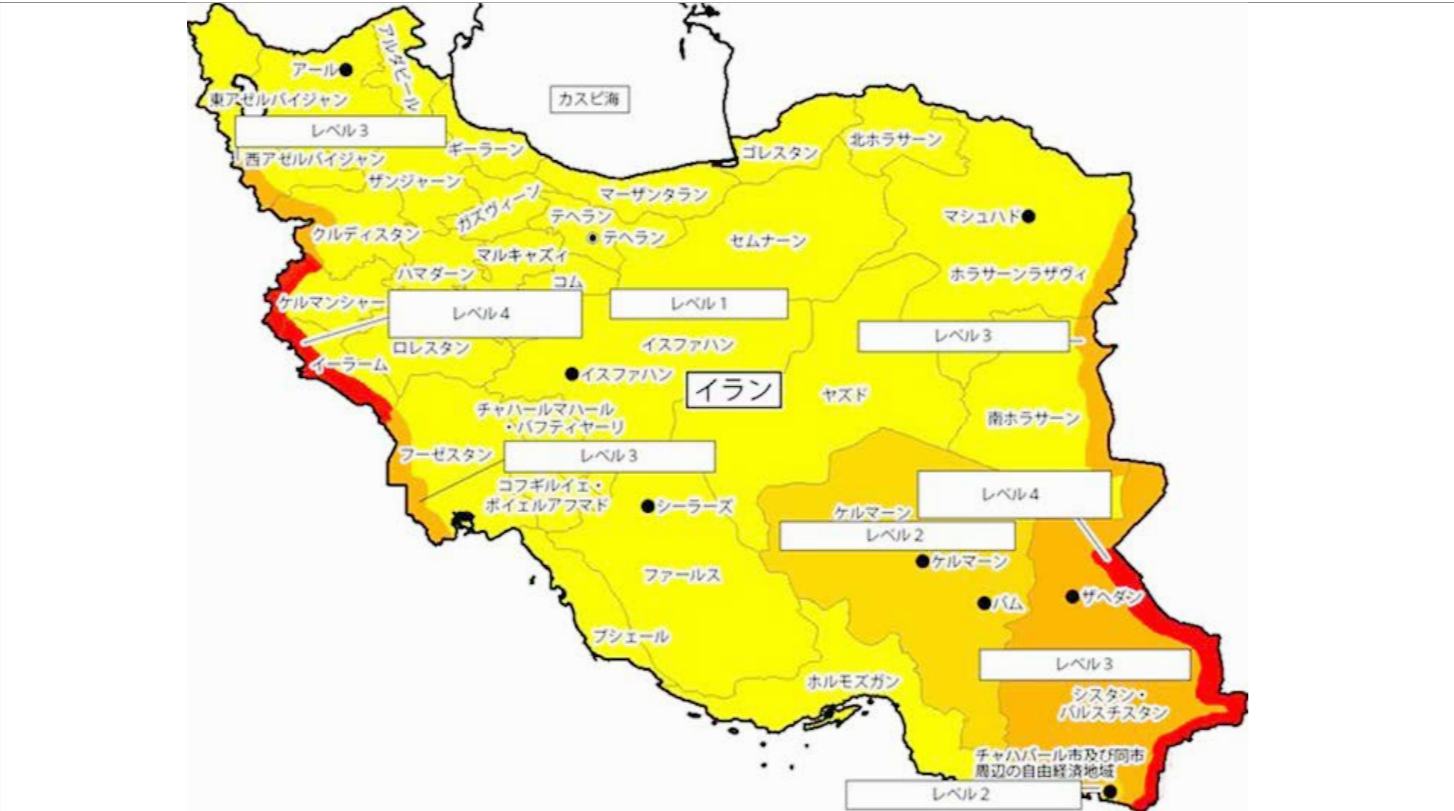 アルダビール
アール
カスピ海
東アゼルバイジャン
レベル3
西アゼルバイジャン
ギーラーン
ゴレスタン
北ホラサーン
ザンジャーン
ガズヴィーン
マーザンタラン
テヘラン
マシュハド
クルディスタン
テヘラン
セムナーン
マルキャズィ
ハマダーン
コム
ホラサーンラザヴィ
ケルマンシャー
レベル4
レベル1
レベル3
ロレスタン
イスファハン
イーラーム
イスファハン
イラン
ヤズド
チャハールマハール
・バフティヤーリ
南ホラサーン
フーゼスタン
レベル3
コフギルイェ・
ボイェルアフマド
シーラーズ
レベル4
ケルマーン
レベル2
ケルマーン
ファールス
バム
ザヘダン
ブシェール
レベル3
ホルモズガン
シスタン・
バルスチスタン
チャハバール市及び同市
周辺の自由経済地域
レベル2